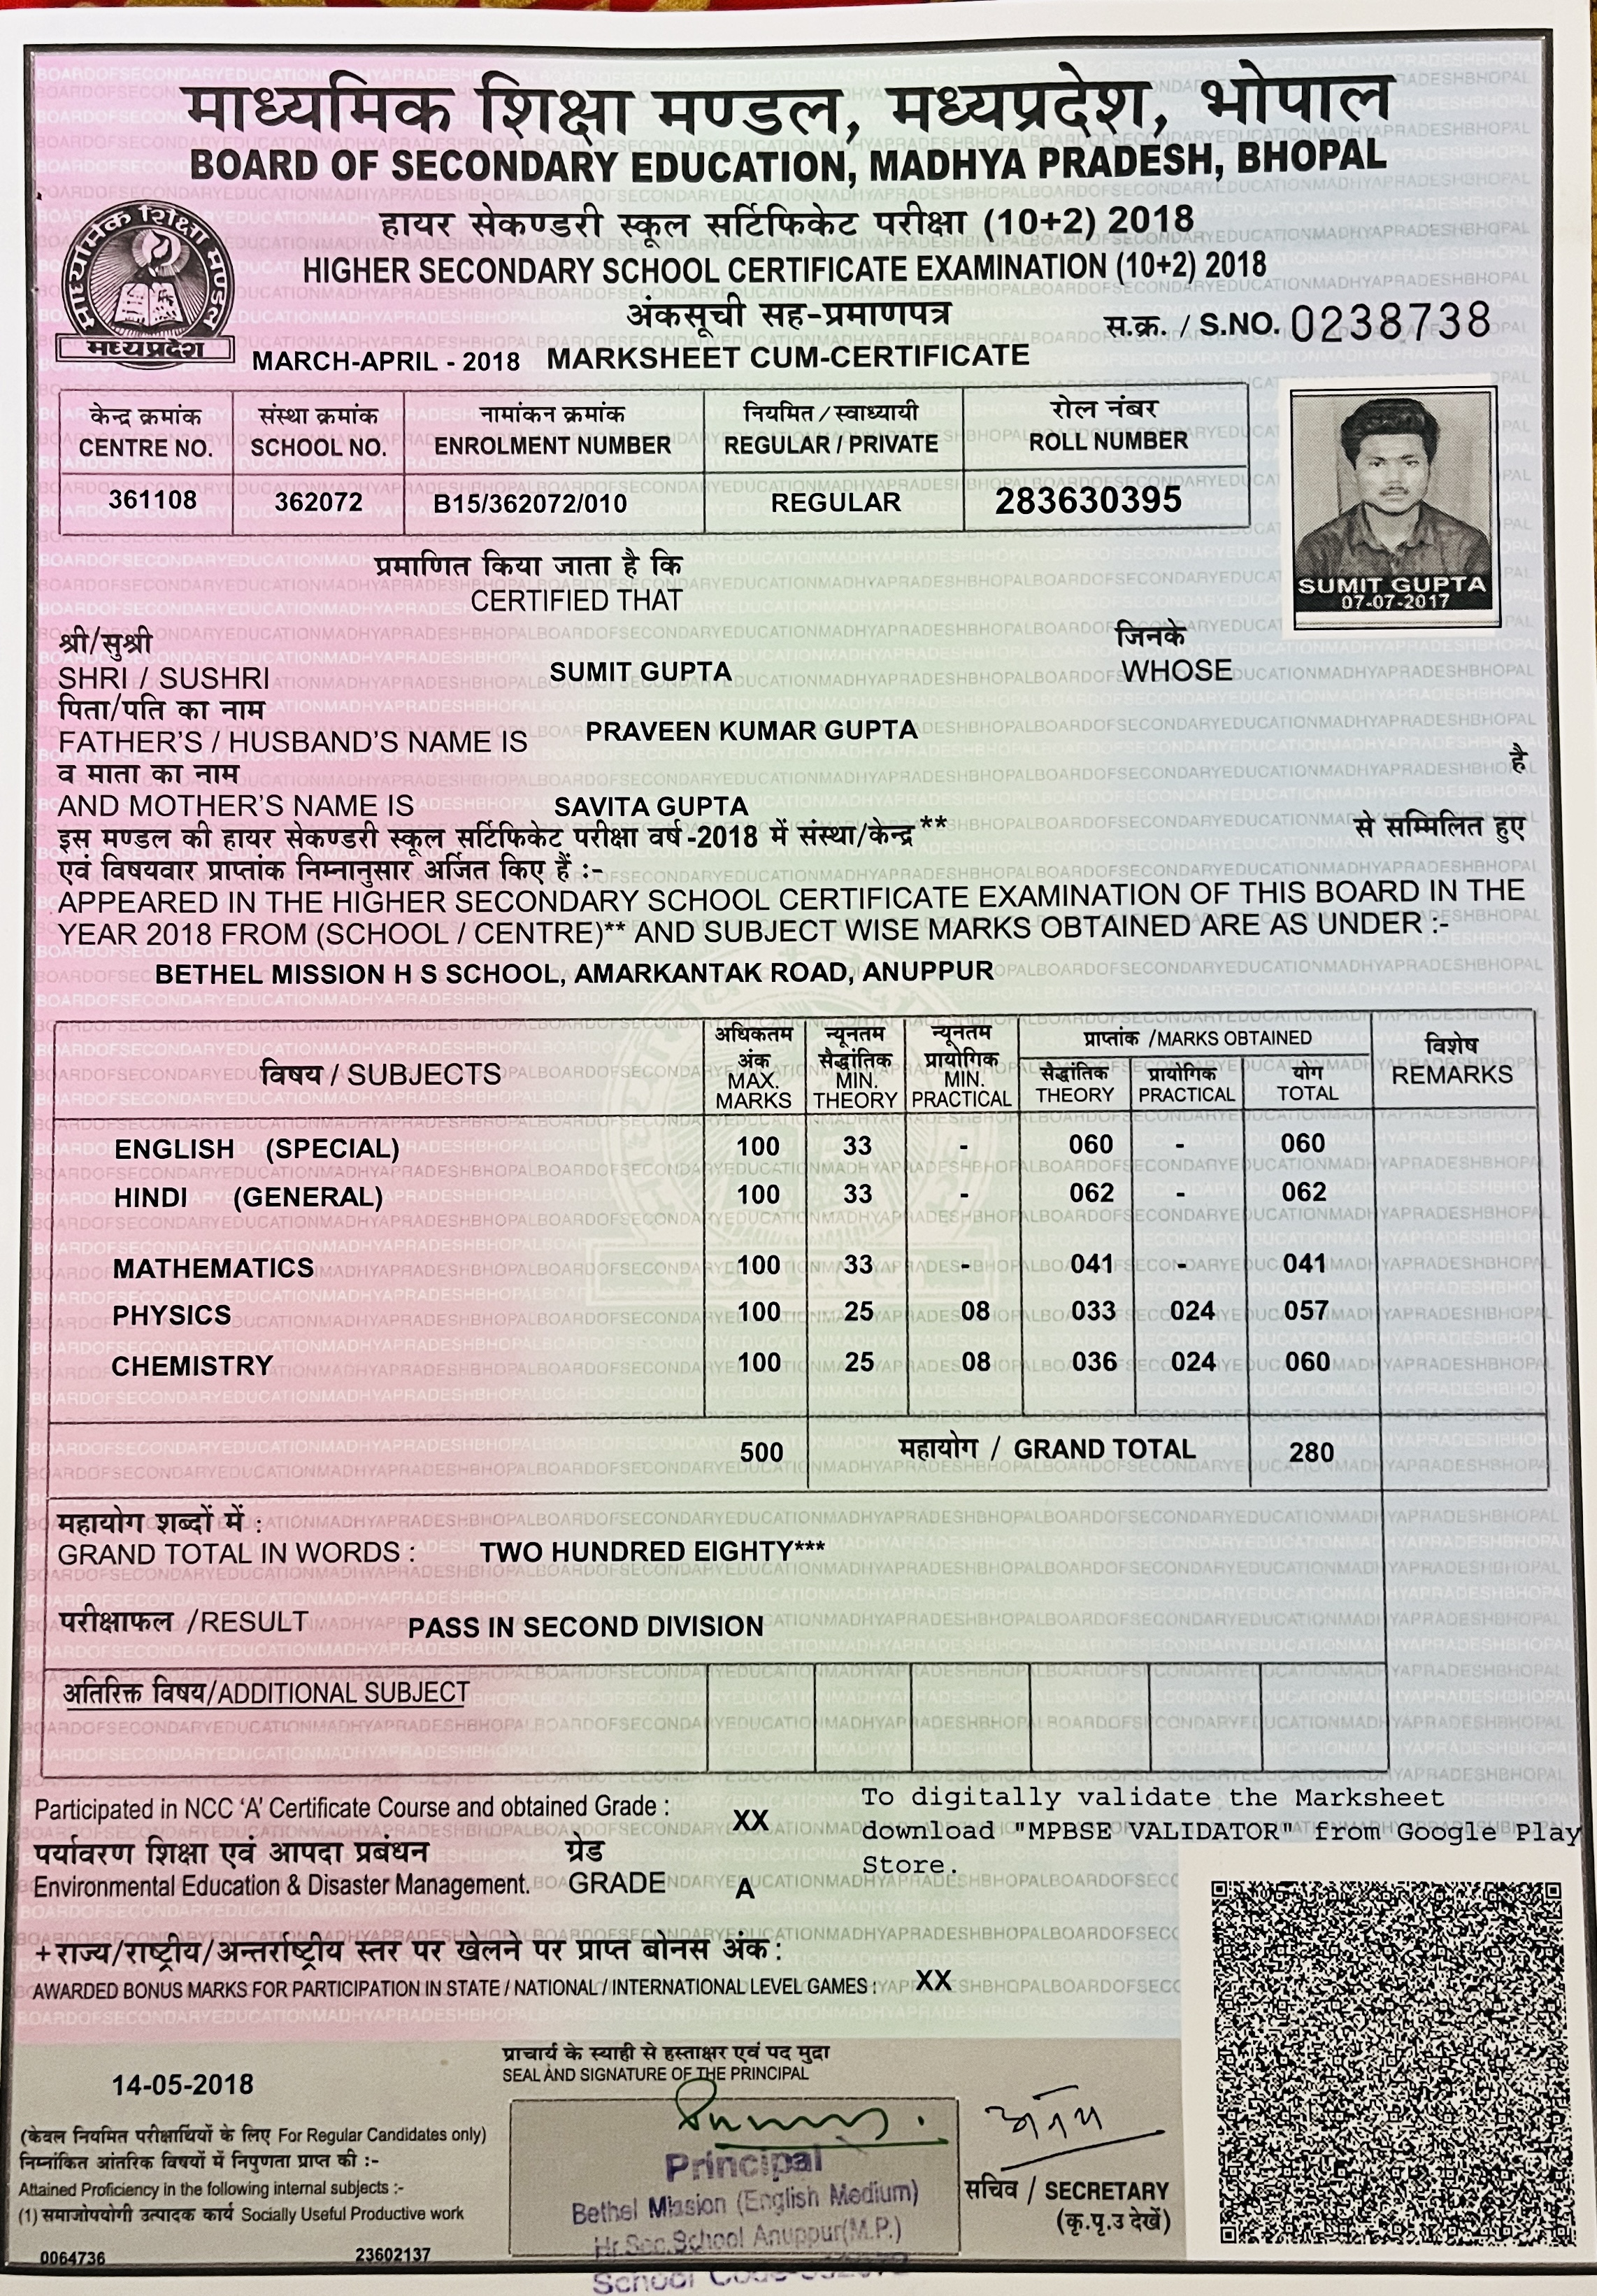 माध्यमिक शिक्षा मण्डल, मध्यप्रदेश, भोपाल
BOARD OF SECONDARY EDUCATION, MADHYA PRADESH, BHOPAL
हायर सेकण्डरी स्कूल सर्टिफिकेट परीक्षा (10+2) 2018
HIGHER SECONDARY SCHOOL CERTIFICATE EXAMINATION (10+2) 2018
माध्यमिक शिक्षा मण्डल
मध्यप्रदेश
अंकसूची सह-प्रमाणपत्र
स.क्र. / S.NO. 0238738
MARCH-APRIL - 2018 MARKSHEET CUM-CERTIFICATE
केन्द्र क्रमांक संस्था क्रमांक नामांकन क्रमांक नियमित / स्वाध्यायी रोल नंबर
CENTRE NO. SCHOOL NO. ENROLMENT NUMBER REGULAR / PRIVATE ROLL NUMBER
361108 362072 B15/362072/010 REGULAR 283630395
SUMIT GUPTA
07-07-2017
प्रमाणित किया जाता है कि
CERTIFIED THAT
श्री/सुश्री जिनके
SHRI / SUSHRI SUMIT GUPTA WHOSE
पिता/पति का नाम
FATHER'S / HUSBAND'S NAME IS PRAVEEN KUMAR GUPTA
व माता का नाम है
AND MOTHER'S NAME IS SAVITA GUPTA
इस मण्डल की हायर सेकण्डरी स्कूल सर्टिफिकेट परीक्षा वर्ष-2018 में संस्था/केन्द्र** से सम्मिलित हुए
एवं विषयवार प्राप्तांक निम्नानुसार अर्जित किए हैं :-
APPEARED IN THE HIGHER SECONDARY SCHOOL CERTIFICATE EXAMINATION OF THIS BOARD IN THE
YEAR 2018 FROM (SCHOOL / CENTRE)** AND SUBJECT WISE MARKS OBTAINED ARE AS UNDER :-
BETHEL MISSION H S SCHOOL, AMARKANTAK ROAD, ANUPPUR
विषय / SUBJECTS
अधिकतम अंक MAX. MARKS
न्यूनतम सैद्धांतिक MIN. THEORY
न्यूनतम प्रायोगिक MIN. PRACTICAL
प्राप्तांक /MARKS OBTAINED
सैद्धांतिक THEORY
प्रायोगिक PRACTICAL
योग TOTAL
विशेष REMARKS
ENGLISH (SPECIAL) 100 33 - 060 - 060
HINDI (GENERAL) 100 33 - 062 - 062
MATHEMATICS 100 33 - 041 - 041
PHYSICS 100 25 08 033 024 057
CHEMISTRY 100 25 08 036 024 060
500 महायोग / GRAND TOTAL 280
महायोग शब्दों में :
GRAND TOTAL IN WORDS : TWO HUNDRED EIGHTY***
परीक्षाफल /RESULT PASS IN SECOND DIVISION
अतिरिक्त विषय/ADDITIONAL SUBJECT
Participated in NCC 'A' Certificate Course and obtained Grade : XX
To digitally validate the Marksheet
download "MPBSE VALIDATOR" from Google Play
Store.
पर्यावरण शिक्षा एवं आपदा प्रबंधन ग्रेड
Environmental Education & Disaster Management. GRADE A
+राज्य/राष्ट्रीय/अन्तर्राष्ट्रीय स्तर पर खेलने पर प्राप्त बोनस अंक :
AWARDED BONUS MARKS FOR PARTICIPATION IN STATE / NATIONAL / INTERNATIONAL LEVEL GAMES : XX
प्राचार्य के स्याही से हस्ताक्षर एवं पद मुद्रा
SEAL AND SIGNATURE OF THE PRINCIPAL
14-05-2018
(केवल नियमित परीक्षार्थियों के लिए For Regular Candidates only)
निम्नांकित आंतरिक विषयों में निपुणता प्राप्त की :-
Attained Proficiency in the following internal subjects :-
(1) समाजोपयोगी उत्पादक कार्य Socially Useful Productive work
0064736 23602137
Principal
Bethel Mission (English Medium)
Hr.Sec.School Anuppur(M.P.)
School Code-
सचिव / SECRETARY
(कृ.पृ.उ देखें)